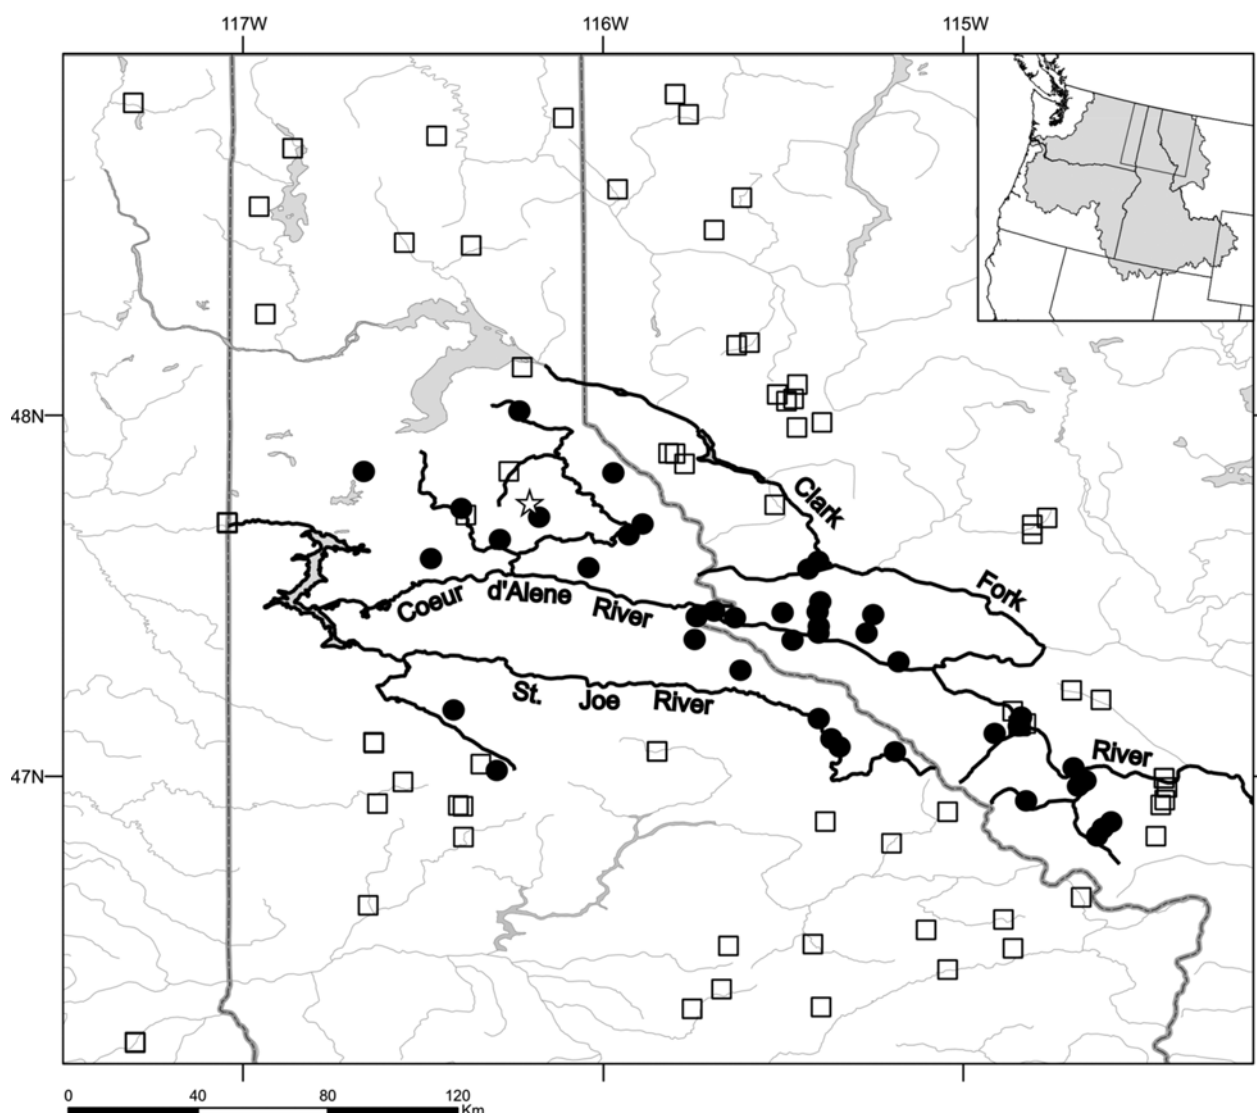 117W 116W 115W
48N
Clark
Fork
Coeur d'Alene River
St. Joe River
River
47N
0 40 80 120
Km